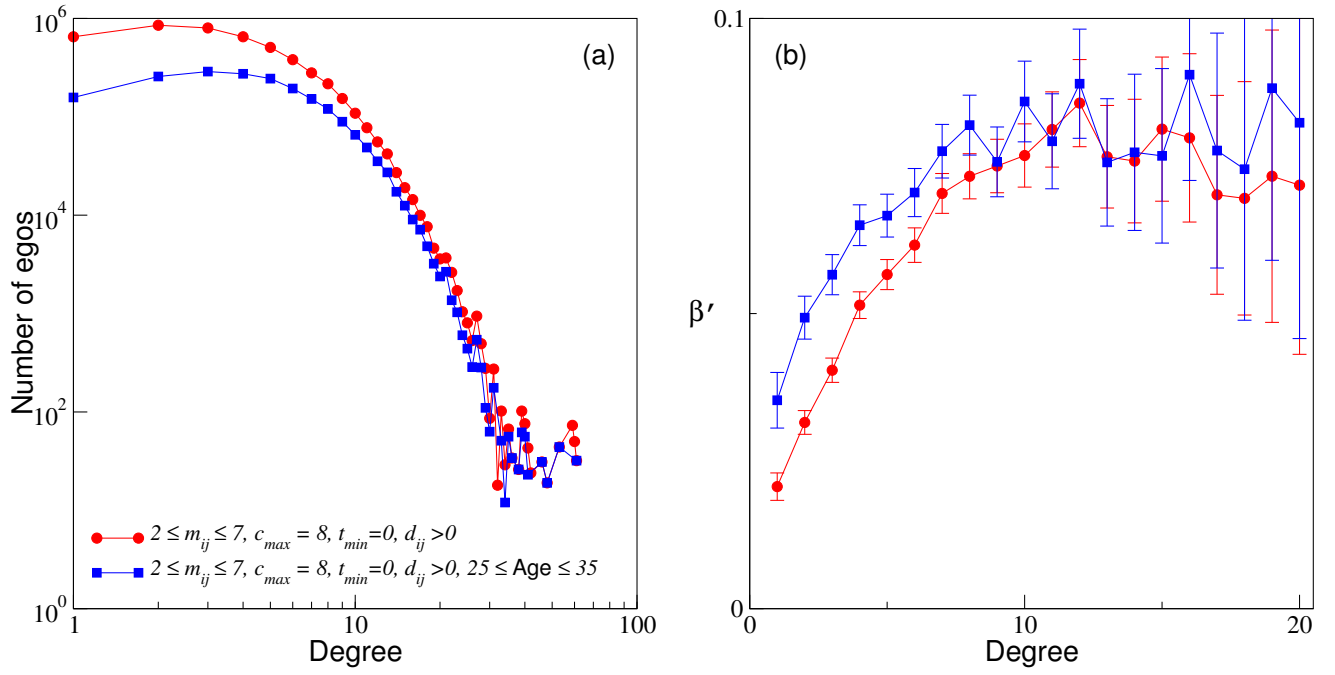 (a)
Number of egos
10^6
10^4
10^2
10^0
2 ≤ m_ij ≤ 7, c_max = 8, t_min=0, d_ij >0
2 ≤ m_ij ≤ 7, c_max = 8, t_min=0, d_ij >0, 25 ≤ Age ≤ 35
1 10 100
Degree
(b)
0.1
β′
0
0 10 20
Degree